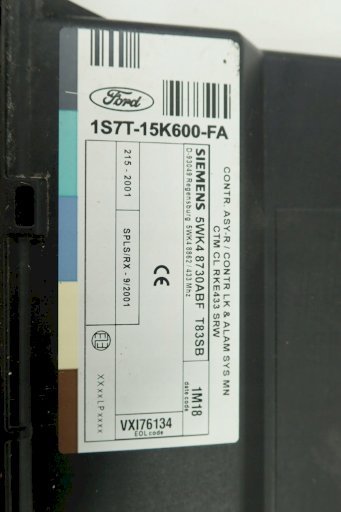 Ford
1S7T-15K600-FA
CONTR. ASY-R / CONTR LK & ALAM SYS MN
CTM CL RKE433 SRW
SIEMENS 5WK4 8730ABF T83SB
D-93049 Regensburg 5WK4 8862/ 433 Mhz
215 - 2001
SPLS/RX - 9/2001
CE
E13
XXxxLPxxxx
1M18
date code
VXI76134
EOL code